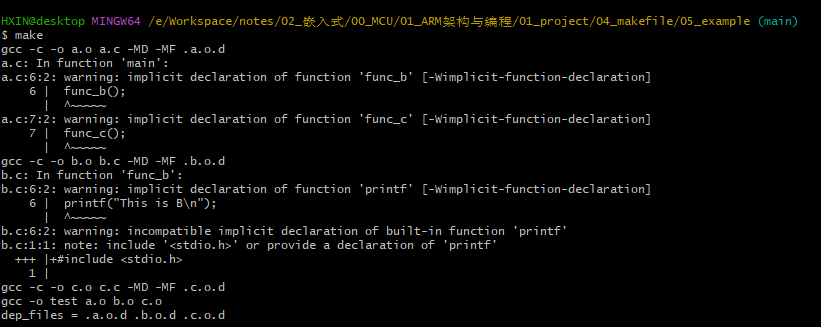 HXIN@desktop MINGW64 /e/Workspace/notes/02_嵌入式/00_MCU/01_ARM架构与编程/01_project/04_makefile/05_example (main)
$ make
gcc -c -o a.o a.c -MD -MF .a.o.d
a.c: In function 'main':
a.c:6:2: warning: implicit declaration of function 'func_b' [-Wimplicit-function-declaration]
    6 |  func_b();
      |  ^~~~~~
a.c:7:2: warning: implicit declaration of function 'func_c' [-Wimplicit-function-declaration]
    7 |  func_c();
      |  ^~~~~~
gcc -c -o b.o b.c -MD -MF .b.o.d
b.c: In function 'func_b':
b.c:6:2: warning: implicit declaration of function 'printf' [-Wimplicit-function-declaration]
    6 |  printf("This is B\n");
      |  ^~~~~~
b.c:6:2: warning: incompatible implicit declaration of built-in function 'printf'
b.c:1:1: note: include '<stdio.h>' or provide a declaration of 'printf'
  +++ |+#include <stdio.h>
    1 |
gcc -c -o c.o c.c -MD -MF .c.o.d
gcc -o test a.o b.o c.o
dep_files = .a.o.d .b.o.d .c.o.d